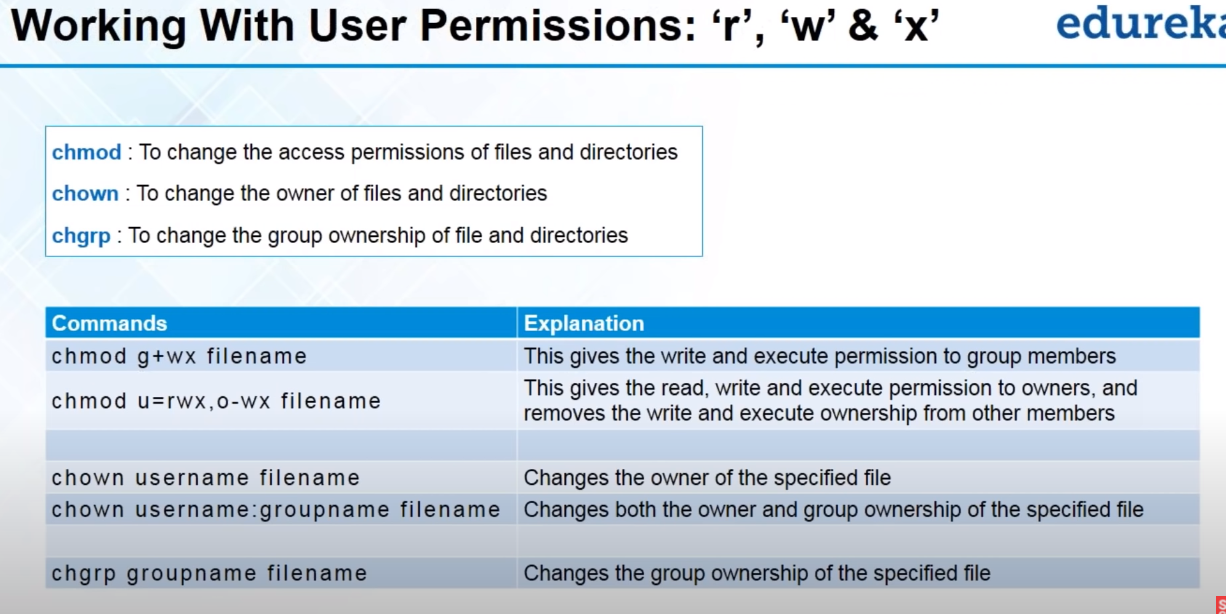 Working With User Permissions: ‘r’, ‘w’ & ‘x’
chmod : To change the access permissions of files and directories
chown : To change the owner of files and directories
chgrp : To change the group ownership of file and directories
Commands Explanation
chmod g+wx filename This gives the write and execute permission to group members
chmod u=rwx,o-wx filename This gives the read, write and execute permission to owners, and
removes the write and execute ownership from other members
chown username filename Changes the owner of the specified file
chown username:groupname filename Changes both the owner and group ownership of the specified file
chgrp groupname filename Changes the group ownership of the specified file